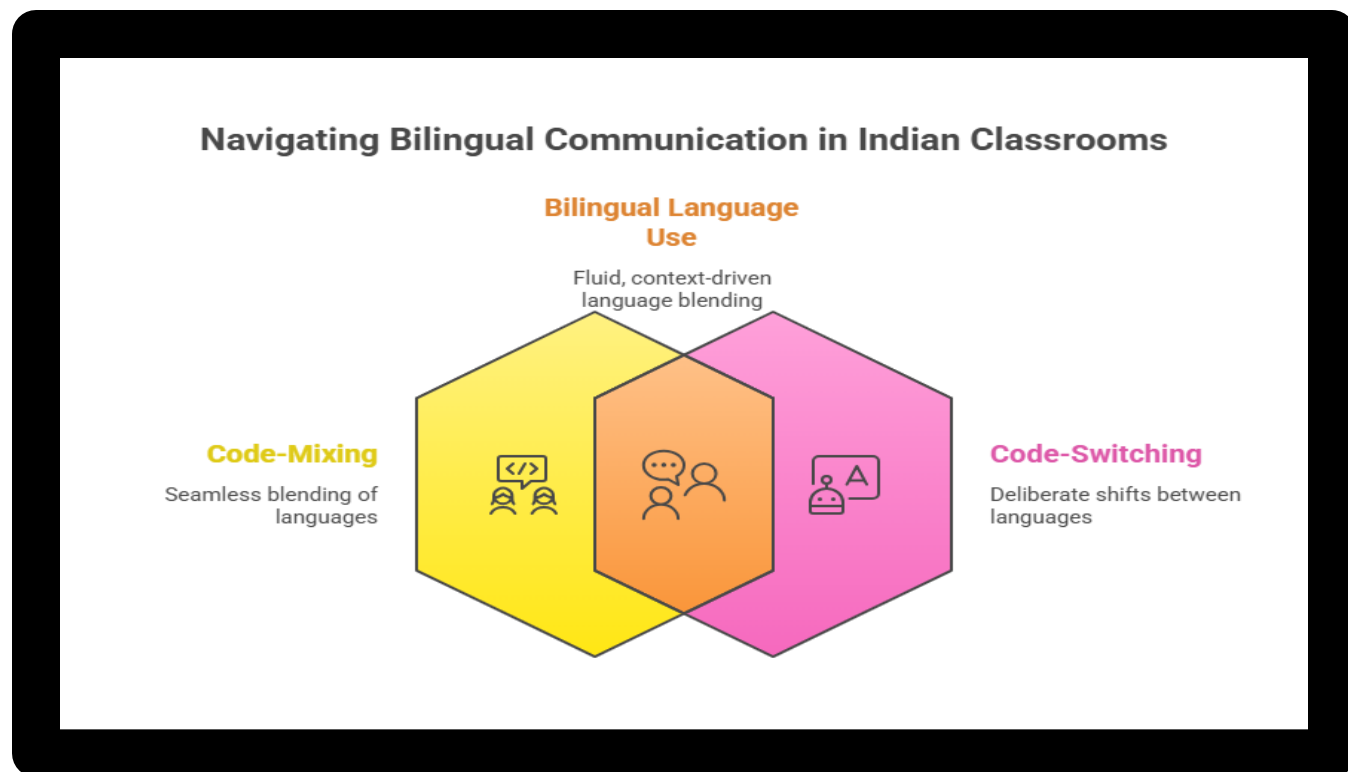 Navigating Bilingual Communication in Indian Classrooms
Bilingual Language
Use
Fluid, context-driven
language blending
Code-Mixing
Seamless blending of
languages
</>
A
Code-Switching
Deliberate shifts between
languages